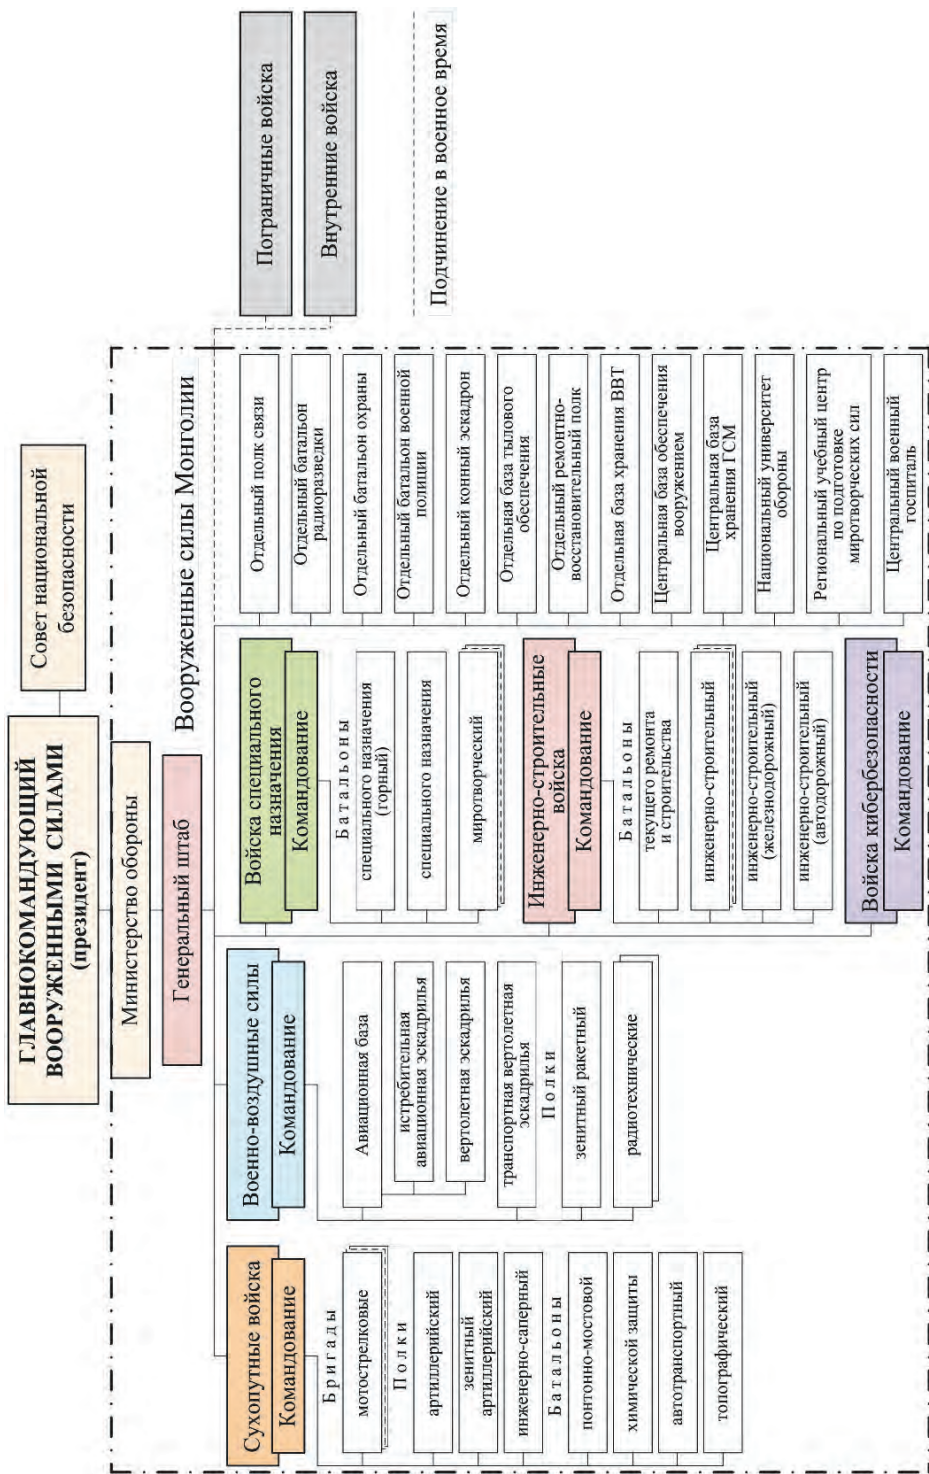 ГЛАВНОКОМАНДУЮЩИЙ
ВООРУЖЕННЫМИ СИЛАМИ
(президент)
Совет национальной
безопасности
Министерство обороны
Генеральный штаб
Вооруженные силы Монголии
Сухопутные войска
Командование
Бригады
мотострелковые
Полки
артиллерийский
зенитный
артиллерийский
инженерно-саперный
Батальоны
понтонно-мостовой
химической защиты
автотранспортный
топографический
Военно-воздушные силы
Командование
Авиационная база
истребительная
авиационная эскадрилья
вертолетная эскадрилья
транспортная вертолетная
эскадрилья
Полки
зенитный ракетный
радиотехнические
Войска специального
назначения
Командование
Батальоны
специального назначения
(горный)
специального назначения
миротворческий
Инженерно-строительные
войска
Командование
Батальоны
текущего ремонта
и строительства
инженерно-строительный
инженерно-строительный
(железнодорожный)
инженерно-строительный
(автодорожный)
Войска кибербезопасности
Командование
Отдельный полк связи
Отдельный батальон
радиоразведки
Отдельный батальон охраны
Отдельный батальон военной
полиции
Отдельный конный эскадрон
Отдельная база тылового
обеспечения
Отдельный ремонтно-
восстановительный полк
Отдельная база хранения ВВТ
Центральная база обеспечения
вооружением
Центральная база
хранения ГСМ
Национальный университет
обороны
Региональный учебный центр
по подготовке
миротворческих сил
Центральный военный
госпиталь
Пограничные войска
Внутренние войска
Подчинение в военное время